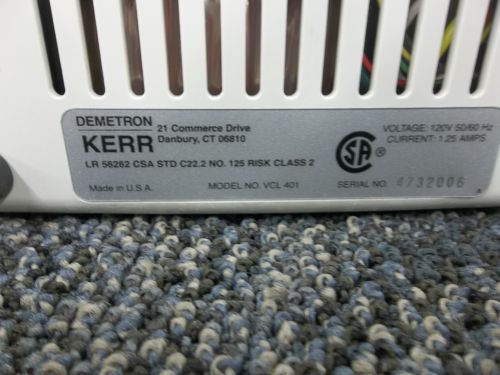 DEMETRON
KERR
21 Commerce Drive
Danbury, CT 06810
LR 56262 CSA STD C22.2 NO. 125 RISK CLASS 2
Made in U.S.A.
MODEL NO. VCL 401
SA
VOLTAGE: 120V 50/60 Hz
CURRENT: 1.25 AMPS
SERIAL NO. 4732006